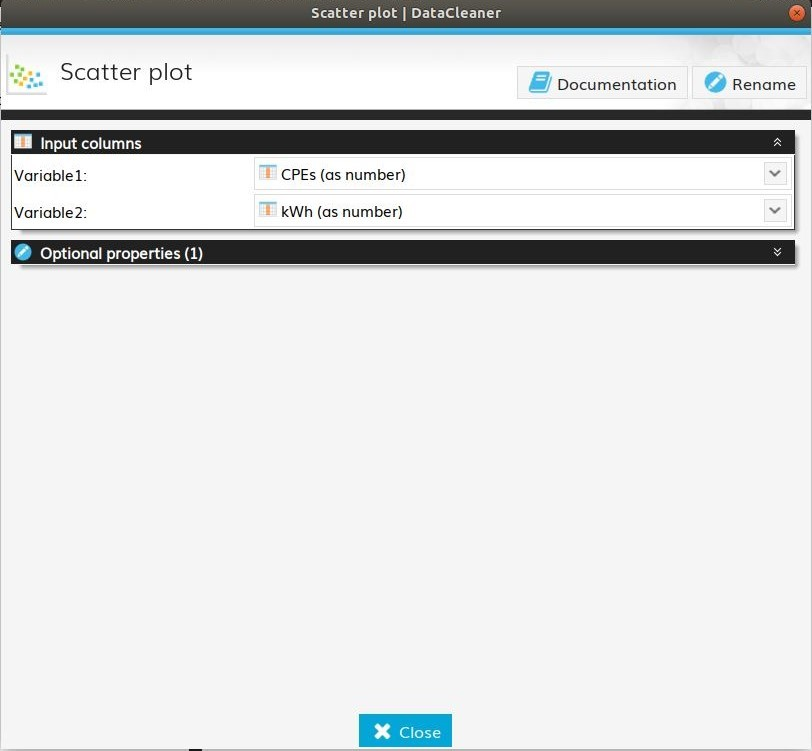 Scatter plot | DataCleaner
Scatter plot
Documentation
Rename
Input columns
Variable1:
CPEs (as number)
Variable2:
kWh (as number)
Optional properties (1)
Close